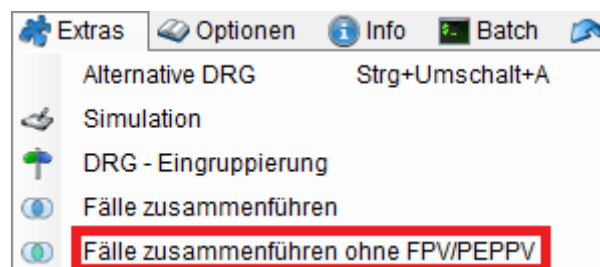 Extras Optionen Info Batch
Alternative DRG Strg+Umschalt+A
Simulation
DRG - Eingruppierung
Fälle zusammenführen
Fälle zusammenführen ohne FPV/PEPPV